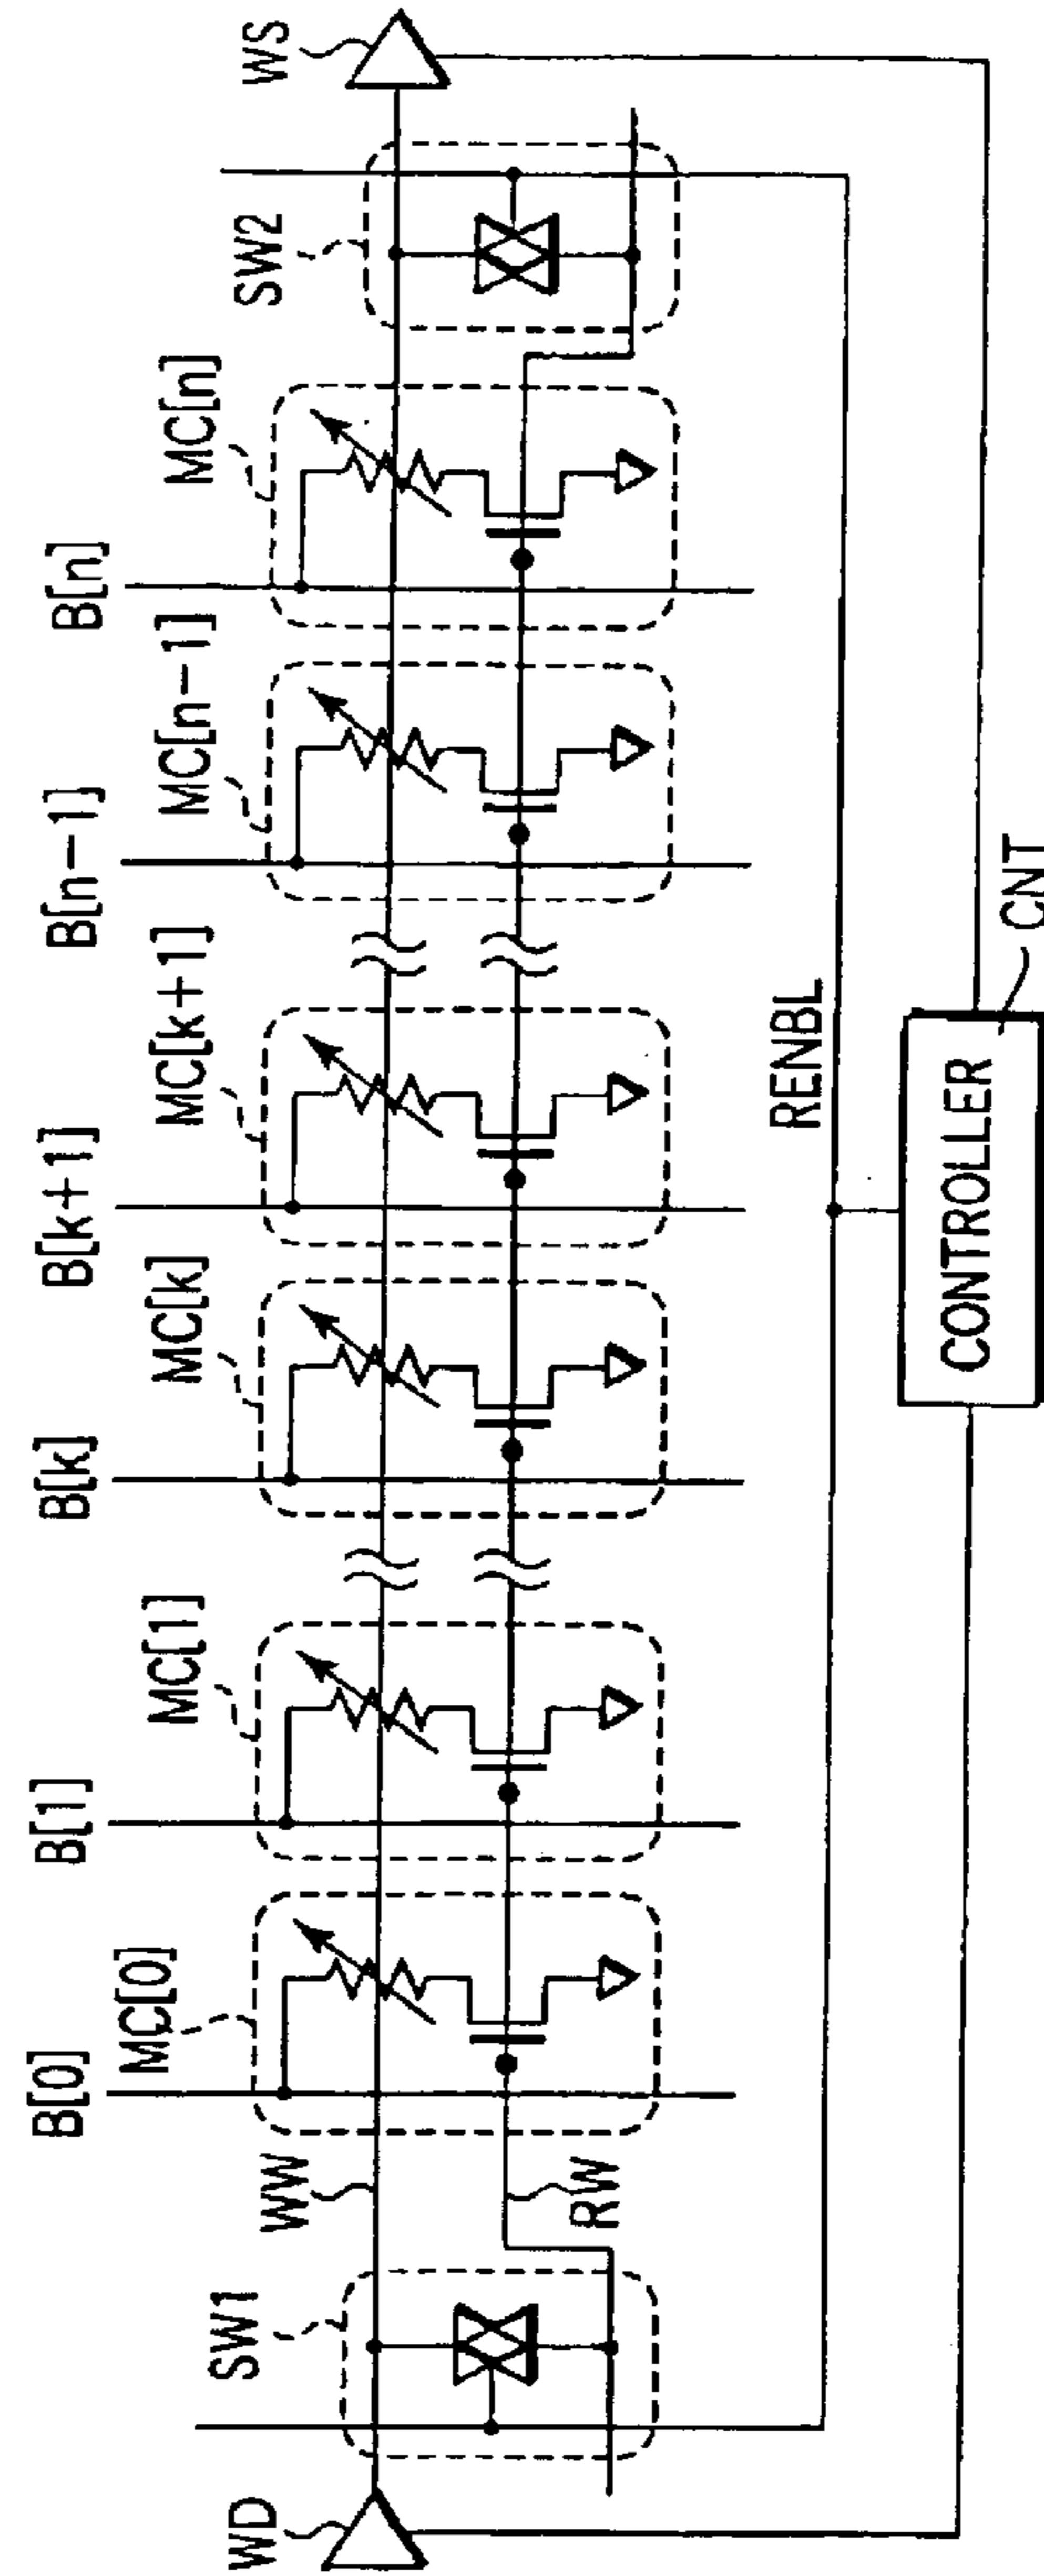 B[0]
B[1]
B[k]
B[k+1]
B[n-1]
B[n]
MC[0]
MC[1]
MC[k]
MC[k+1]
MC[n-1]
MC[n]
SW1
WW
SW2
WS
WD
RW
RENBL
CONTROLLER
CNT